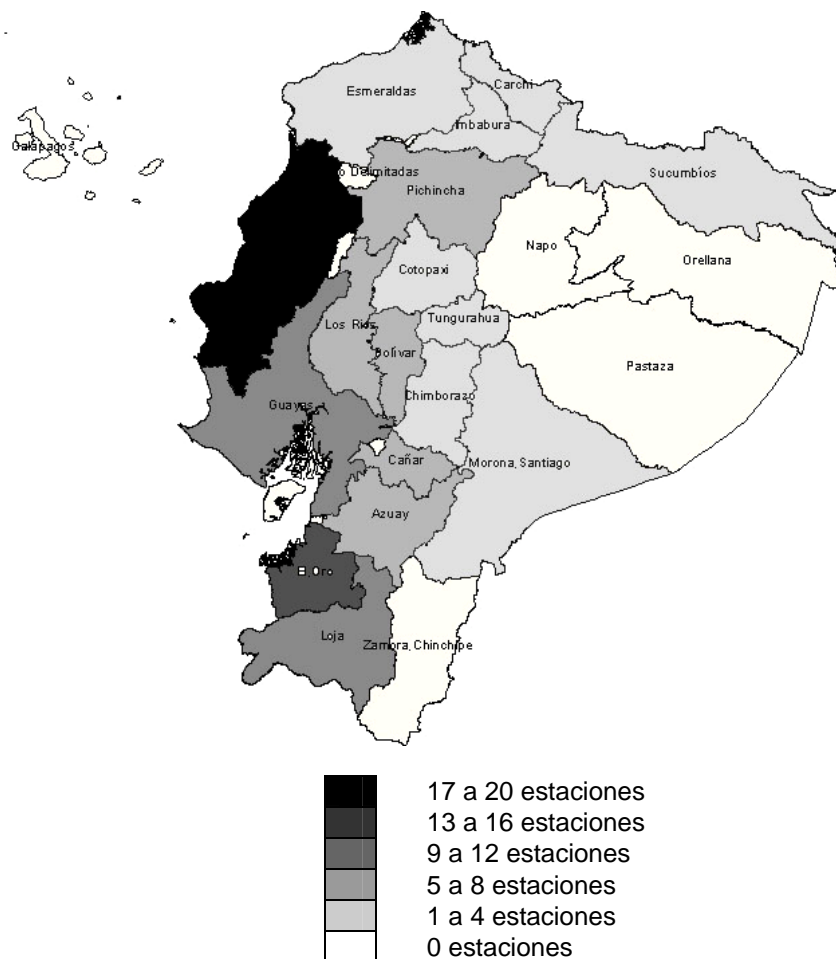 Esmeraldas
Carchi
Imbabura
Galápagos
o Delimitadas
Sucumbíos
Pichincha
Napo
Orellana
Cotopaxi
Los Ríos
Tungurahua
Bolívar
Pastaza
Chimborazo
Guayas
Cañar
Morona, Santiago
Azuay
El Oro
Loja
Zamora, Chinchipe
17 a 20 estaciones
13 a 16 estaciones
9 a 12 estaciones
5 a 8 estaciones
1 a 4 estaciones
0 estaciones